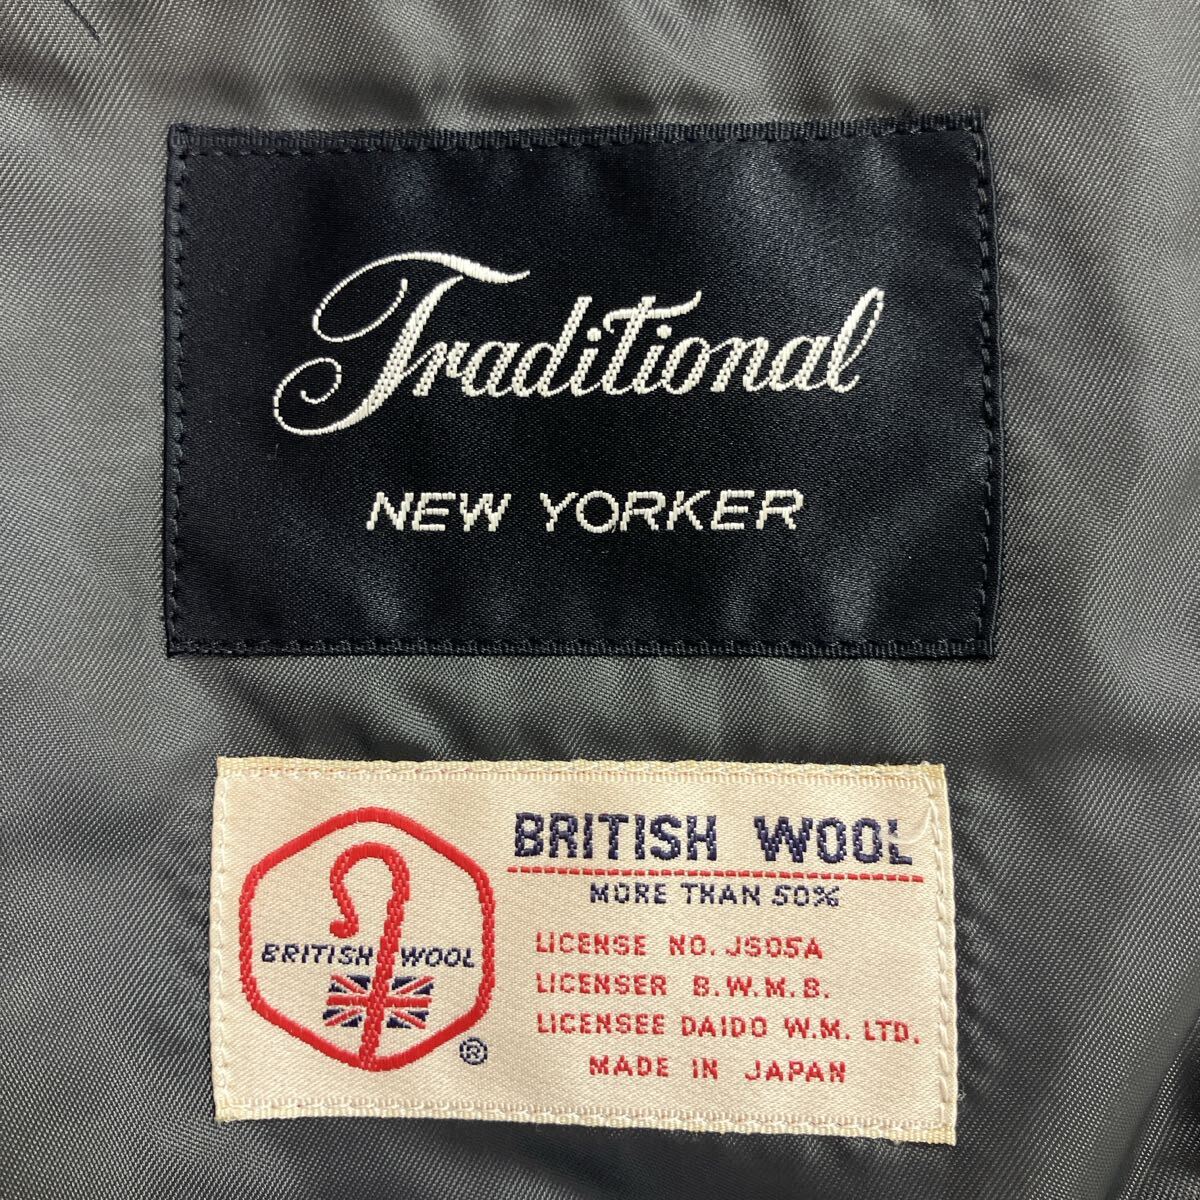 Traditional
NEW YORKER
BRITISH WOOL
MORE THAN 50%
LICENSE NO. JS05A
LICENSER B.W.M.B.
LICENSEE DAIDO W.M. LTD.
MADE IN JAPAN
BRITISH WOOL
®